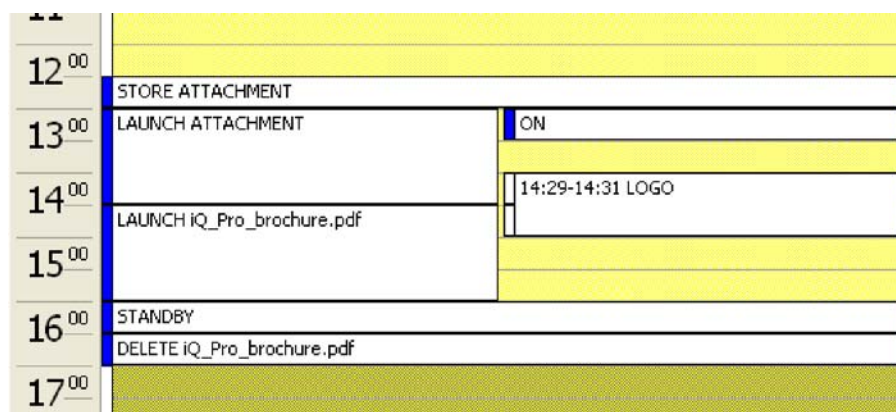 11
12 00
STORE ATTACHMENT
13 00
LAUNCH ATTACHMENT
ON
14 00
14:29-14:31 LOGO
LAUNCH iQ_Pro_brochure.pdf
15 00
16 00
STANDBY
DELETE iQ_Pro_brochure.pdf
17 00